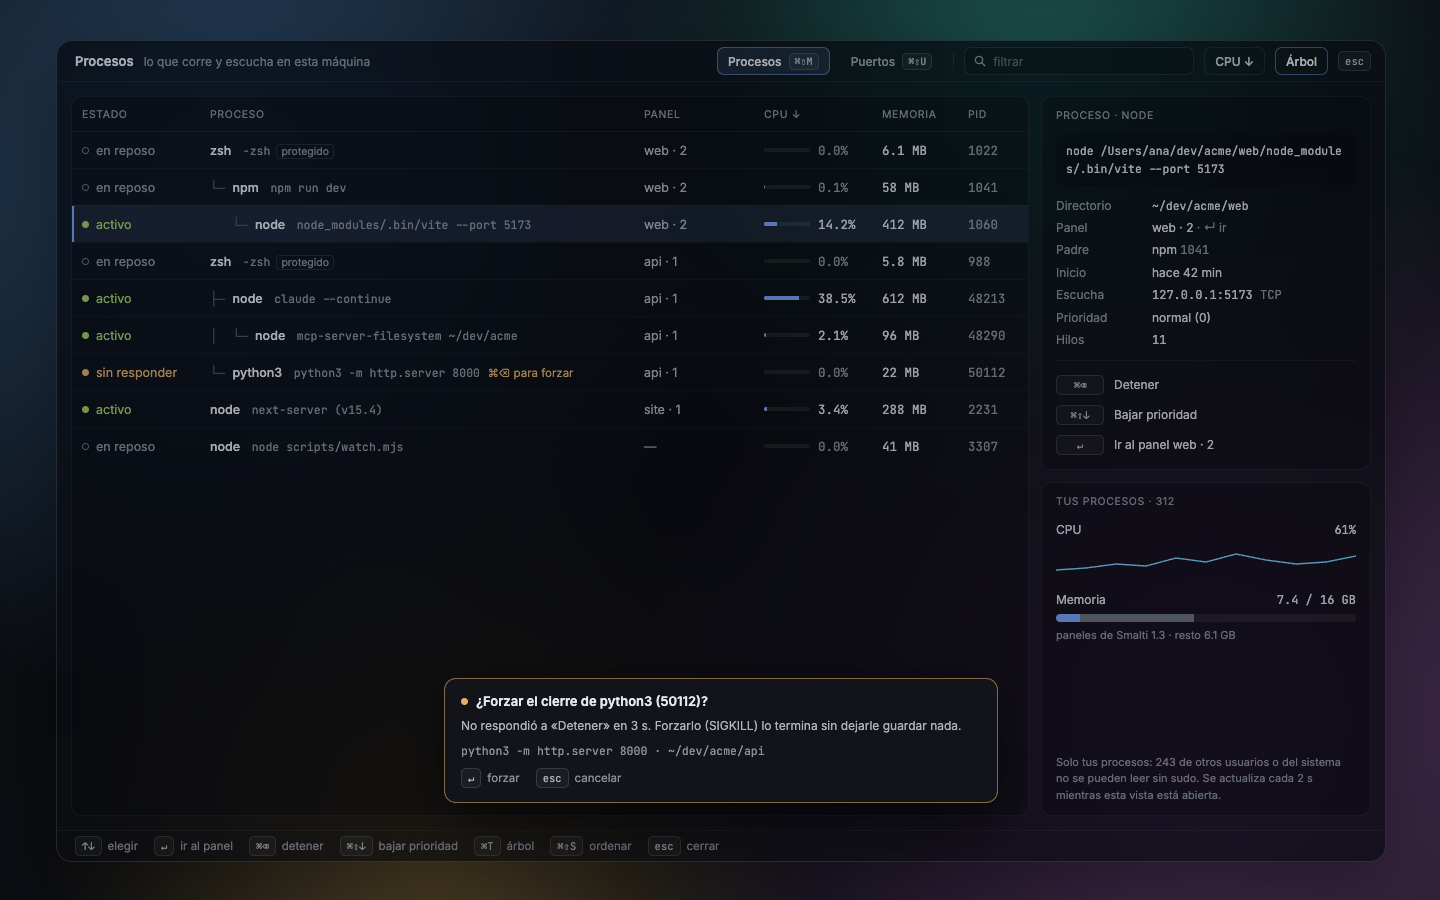 Procesos lo que corre y escucha en esta máquina Procesos ⌘⇧M Puertos ⌘⇧U filtrar CPU ↓ Árbol esc
ESTADO PROCESO PANEL CPU ↓ MEMORIA PID
en reposo zsh -zsh protegido web · 2 0.0% 6.1 MB 1022
en reposo └─ npm npm run dev web · 2 0.1% 58 MB 1041
activo └─ node node_modules/.bin/vite --port 5173 web · 2 14.2% 412 MB 1060
en reposo zsh -zsh protegido api · 1 0.0% 5.8 MB 988
activo ├─ node claude --continue api · 1 38.5% 612 MB 48213
activo │ └─ node mcp-server-filesystem ~/dev/acme api · 1 2.1% 96 MB 48290
sin responder └─ python3 python3 -m http.server 8000 ⌘⌫ para forzar api · 1 0.0% 22 MB 50112
activo node next-server (v15.4) site · 1 3.4% 288 MB 2231
en reposo node node scripts/watch.mjs — 0.0% 41 MB 3307
PROCESO · NODE
node /Users/ana/dev/acme/web/node_module
s/.bin/vite --port 5173
Directorio ~/dev/acme/web
Panel web · 2 · ↵ ir
Padre npm 1041
Inicio hace 42 min
Escucha 127.0.0.1:5173 TCP
Prioridad normal (0)
Hilos 11
⌘⌫ Detener
⌘⇧↓ Bajar prioridad
↵ Ir al panel web · 2
TUS PROCESOS · 312
CPU 61%
Memoria 7.4 / 16 GB
paneles de Smalti 1.3 · resto 6.1 GB
Solo tus procesos: 243 de otros usuarios o del sistema
no se pueden leer sin sudo. Se actualiza cada 2 s
mientras esta vista está abierta.
¿Forzar el cierre de python3 (50112)?
No respondió a «Detener» en 3 s. Forzarlo (SIGKILL) lo termina sin dejarle guardar nada.
python3 -m http.server 8000 · ~/dev/acme/api
↵ forzar esc cancelar
↑↓ elegir ↵ ir al panel ⌘⌫ detener ⌘⇧↓ bajar prioridad ⌘T árbol ⌘⇧S ordenar esc cerrar